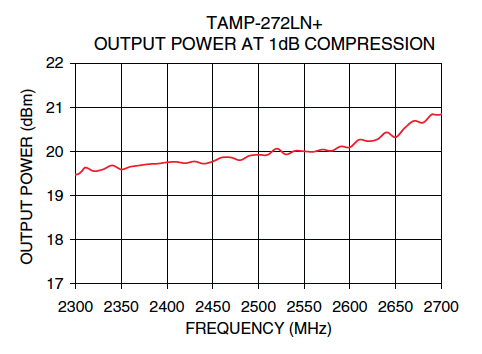 TAMP-272LN+
OUTPUT POWER AT 1dB COMPRESSION
OUTPUT POWER (dBm)
22
21
20
19
18
17
2300 2350 2400 2450 2500 2550 2600 2650 2700
FREQUENCY (MHz)